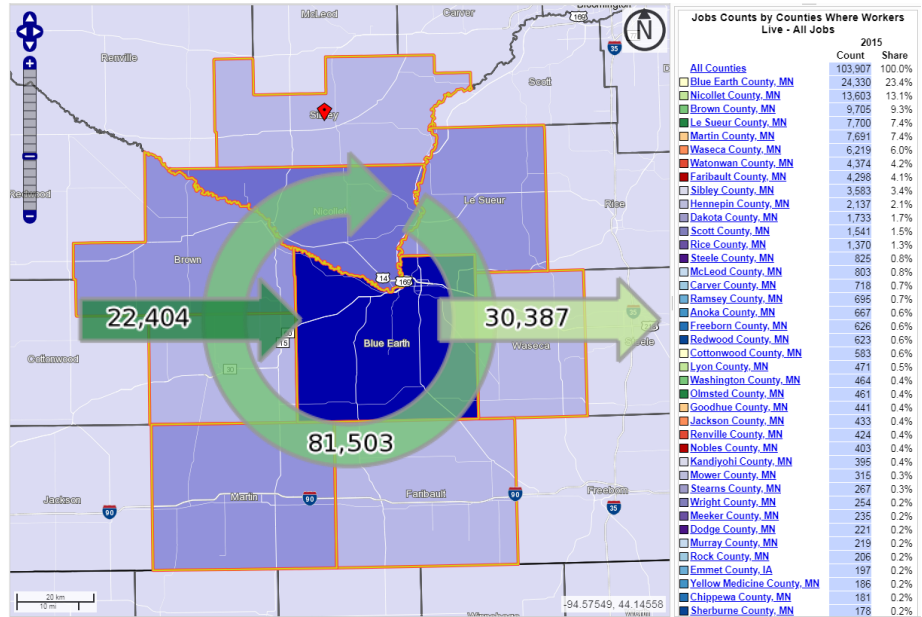 McLeod
Carver
Bloomington
169
N
35
Renville
Scott
Sibley
Redwood
Nicollet
Le Sueur
Rice
Brown
14
169
22,404
30,387
15
Blue Earth
Waseca
Steele
Cottonwood
30
81,503
Jackson
90
Martin
90
Faribault
90
Freeborn
35
20 km
10 mi
-94.57549, 44.14558
Winnebago
Jobs Counts by Counties Where Workers
Live - All Jobs
2015
Count Share
All Counties 103,907 100.0%
Blue Earth County, MN 24,330 23.4%
Nicollet County, MN 13,603 13.1%
Brown County, MN 9,705 9.3%
Le Sueur County, MN 7,700 7.4%
Martin County, MN 7,691 7.4%
Waseca County, MN 6,219 6.0%
Watonwan County, MN 4,374 4.2%
Faribault County, MN 4,298 4.1%
Sibley County, MN 3,583 3.4%
Hennepin County, MN 2,137 2.1%
Dakota County, MN 1,733 1.7%
Scott County, MN 1,541 1.5%
Rice County, MN 1,370 1.3%
Steele County, MN 825 0.8%
McLeod County, MN 803 0.8%
Carver County, MN 718 0.7%
Ramsey County, MN 695 0.7%
Anoka County, MN 667 0.6%
Freeborn County, MN 626 0.6%
Redwood County, MN 623 0.6%
Cottonwood County, MN 583 0.6%
Lyon County, MN 471 0.5%
Washington County, MN 464 0.4%
Olmsted County, MN 461 0.4%
Goodhue County, MN 441 0.4%
Jackson County, MN 433 0.4%
Renville County, MN 424 0.4%
Nobles County, MN 403 0.4%
Kandiyohi County, MN 395 0.4%
Mower County, MN 315 0.3%
Stearns County, MN 267 0.3%
Wright County, MN 254 0.2%
Meeker County, MN 235 0.2%
Dodge County, MN 221 0.2%
Murray County, MN 219 0.2%
Rock County, MN 206 0.2%
Emmet County, IA 197 0.2%
Yellow Medicine County, MN 186 0.2%
Chippewa County, MN 181 0.2%
Sherburne County, MN 178 0.2%